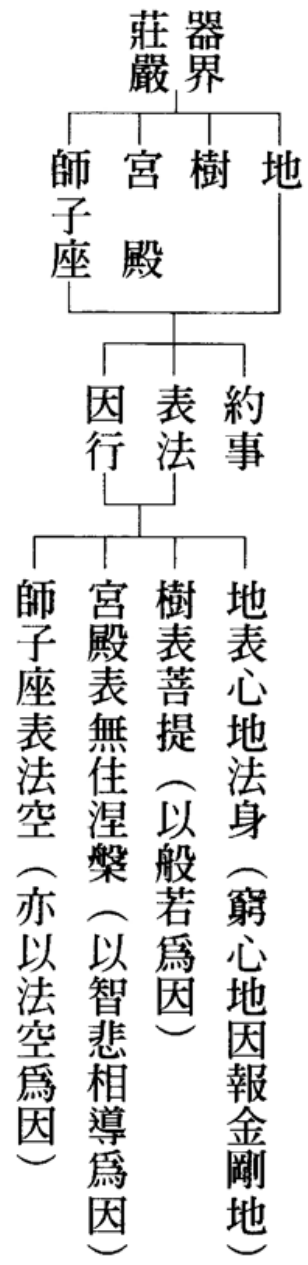 器界
莊嚴
地
樹
宮殿
師子座
約事
表法
因行
地表心地法身（窮心地因報金剛地）
樹表菩提（以般若爲因）
宮殿表無住涅槃（以智悲相導爲因）
師子座表法空（亦以法空爲因）